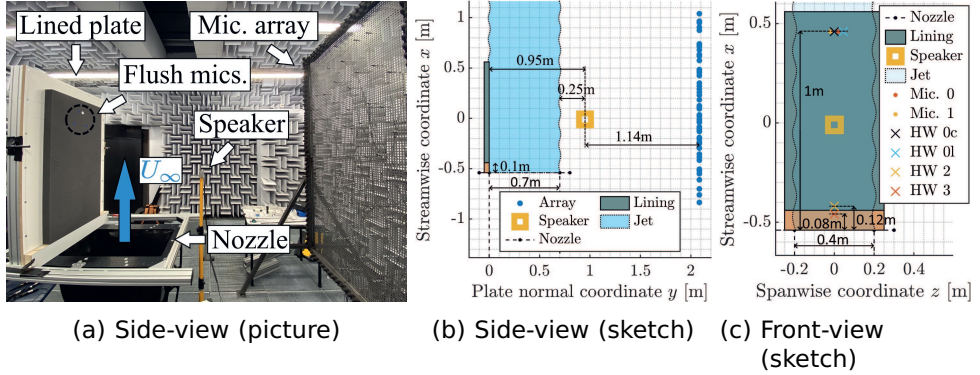 Lined plate
Mic. array
Flush mics.
Speaker
U∞
Nozzle
(a) Side-view (picture)
Streamwise coordinate x [m]
1
0.5
0
-0.5
-1
0.95m
0.25m
1.14m
0.1m
0.7m
Array
Speaker
Nozzle
Lining
Jet
0
0.5
1
1.5
2
Plate normal coordinate y [m]
(b) Side-view (sketch)
Streamwise coordinate x [m]
0.5
0
-0.5
1m
0.08m
0.12m
0.4m
Nozzle
Lining
Speaker
Jet
Mic. 0
Mic. 1
HW 0c
HW 0l
HW 2
HW 3
-0.2
0
0.2
0.4
Spanwise coordinate z [m]
(c) Front-view
(sketch)